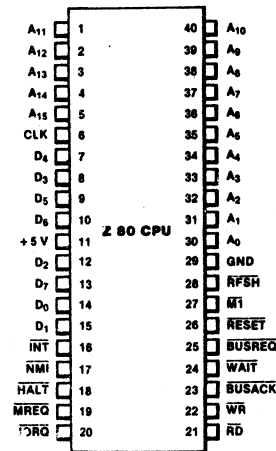 A11 1 40 A10
A12 2 39 A9
A13 3 38 A8
A14 4 37 A7
A15 5 36 A6
CLK 6 35 A5
D4 7 34 A4
D3 8 33 A3
D5 9 32 A2
D6 10 31 A1
+5 V 11 Z 80 CPU 30 A0
D2 12 29 GND
D7 13 28 RFSH
D0 14 27 M1
D1 15 26 RESET
INT 16 25 BUSREQ
NMI 17 24 WAIT
HALT 18 23 BUSACK
MREQ 19 22 WR
IORQ 20 21 RD